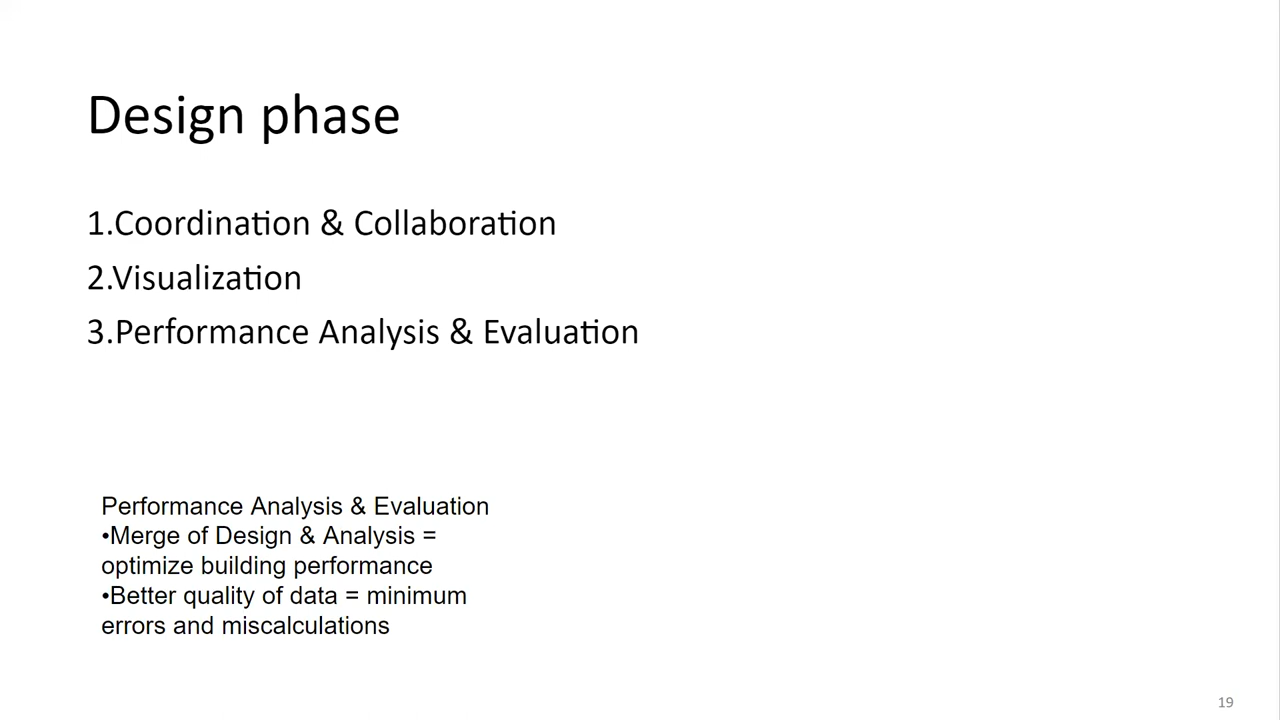 Design phase
1.Coordination & Collaboration
2.Visualization
3.Performance Analysis & Evaluation
Performance Analysis & Evaluation
•Merge of Design & Analysis =
optimize building performance
•Better quality of data = minimum
errors and miscalculations
19